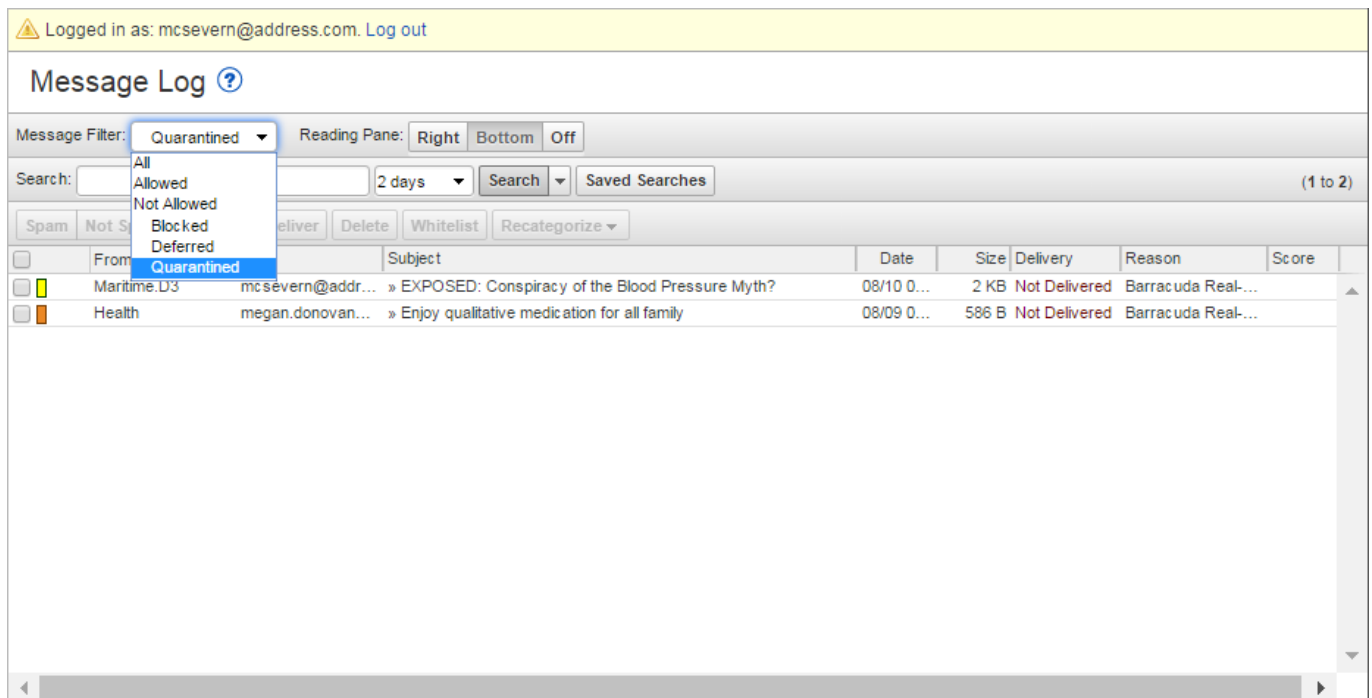 Logged in as: mcsevern@address.com. Log out
Message Log ?
Message Filter: Quarantined Reading Pane: Right Bottom Off
All
Allowed
Not Allowed
Blocked
Deferred
Quarantined
Search: 2 days Search Saved Searches (1 to 2)
Spam Not Delete Whitelist Recategorize
From Subject Date Size Delivery Reason Score
Maritime.D3 mcsevern@addr... » EXPOSED: Conspiracy of the Blood Pressure Myth? 08/10 0... 2 KB Not Delivered Barracuda Real-...
Health megan.donovan... » Enjoy qualitative medication for all family 08/09 0... 586 B Not Delivered Barracuda Real-...